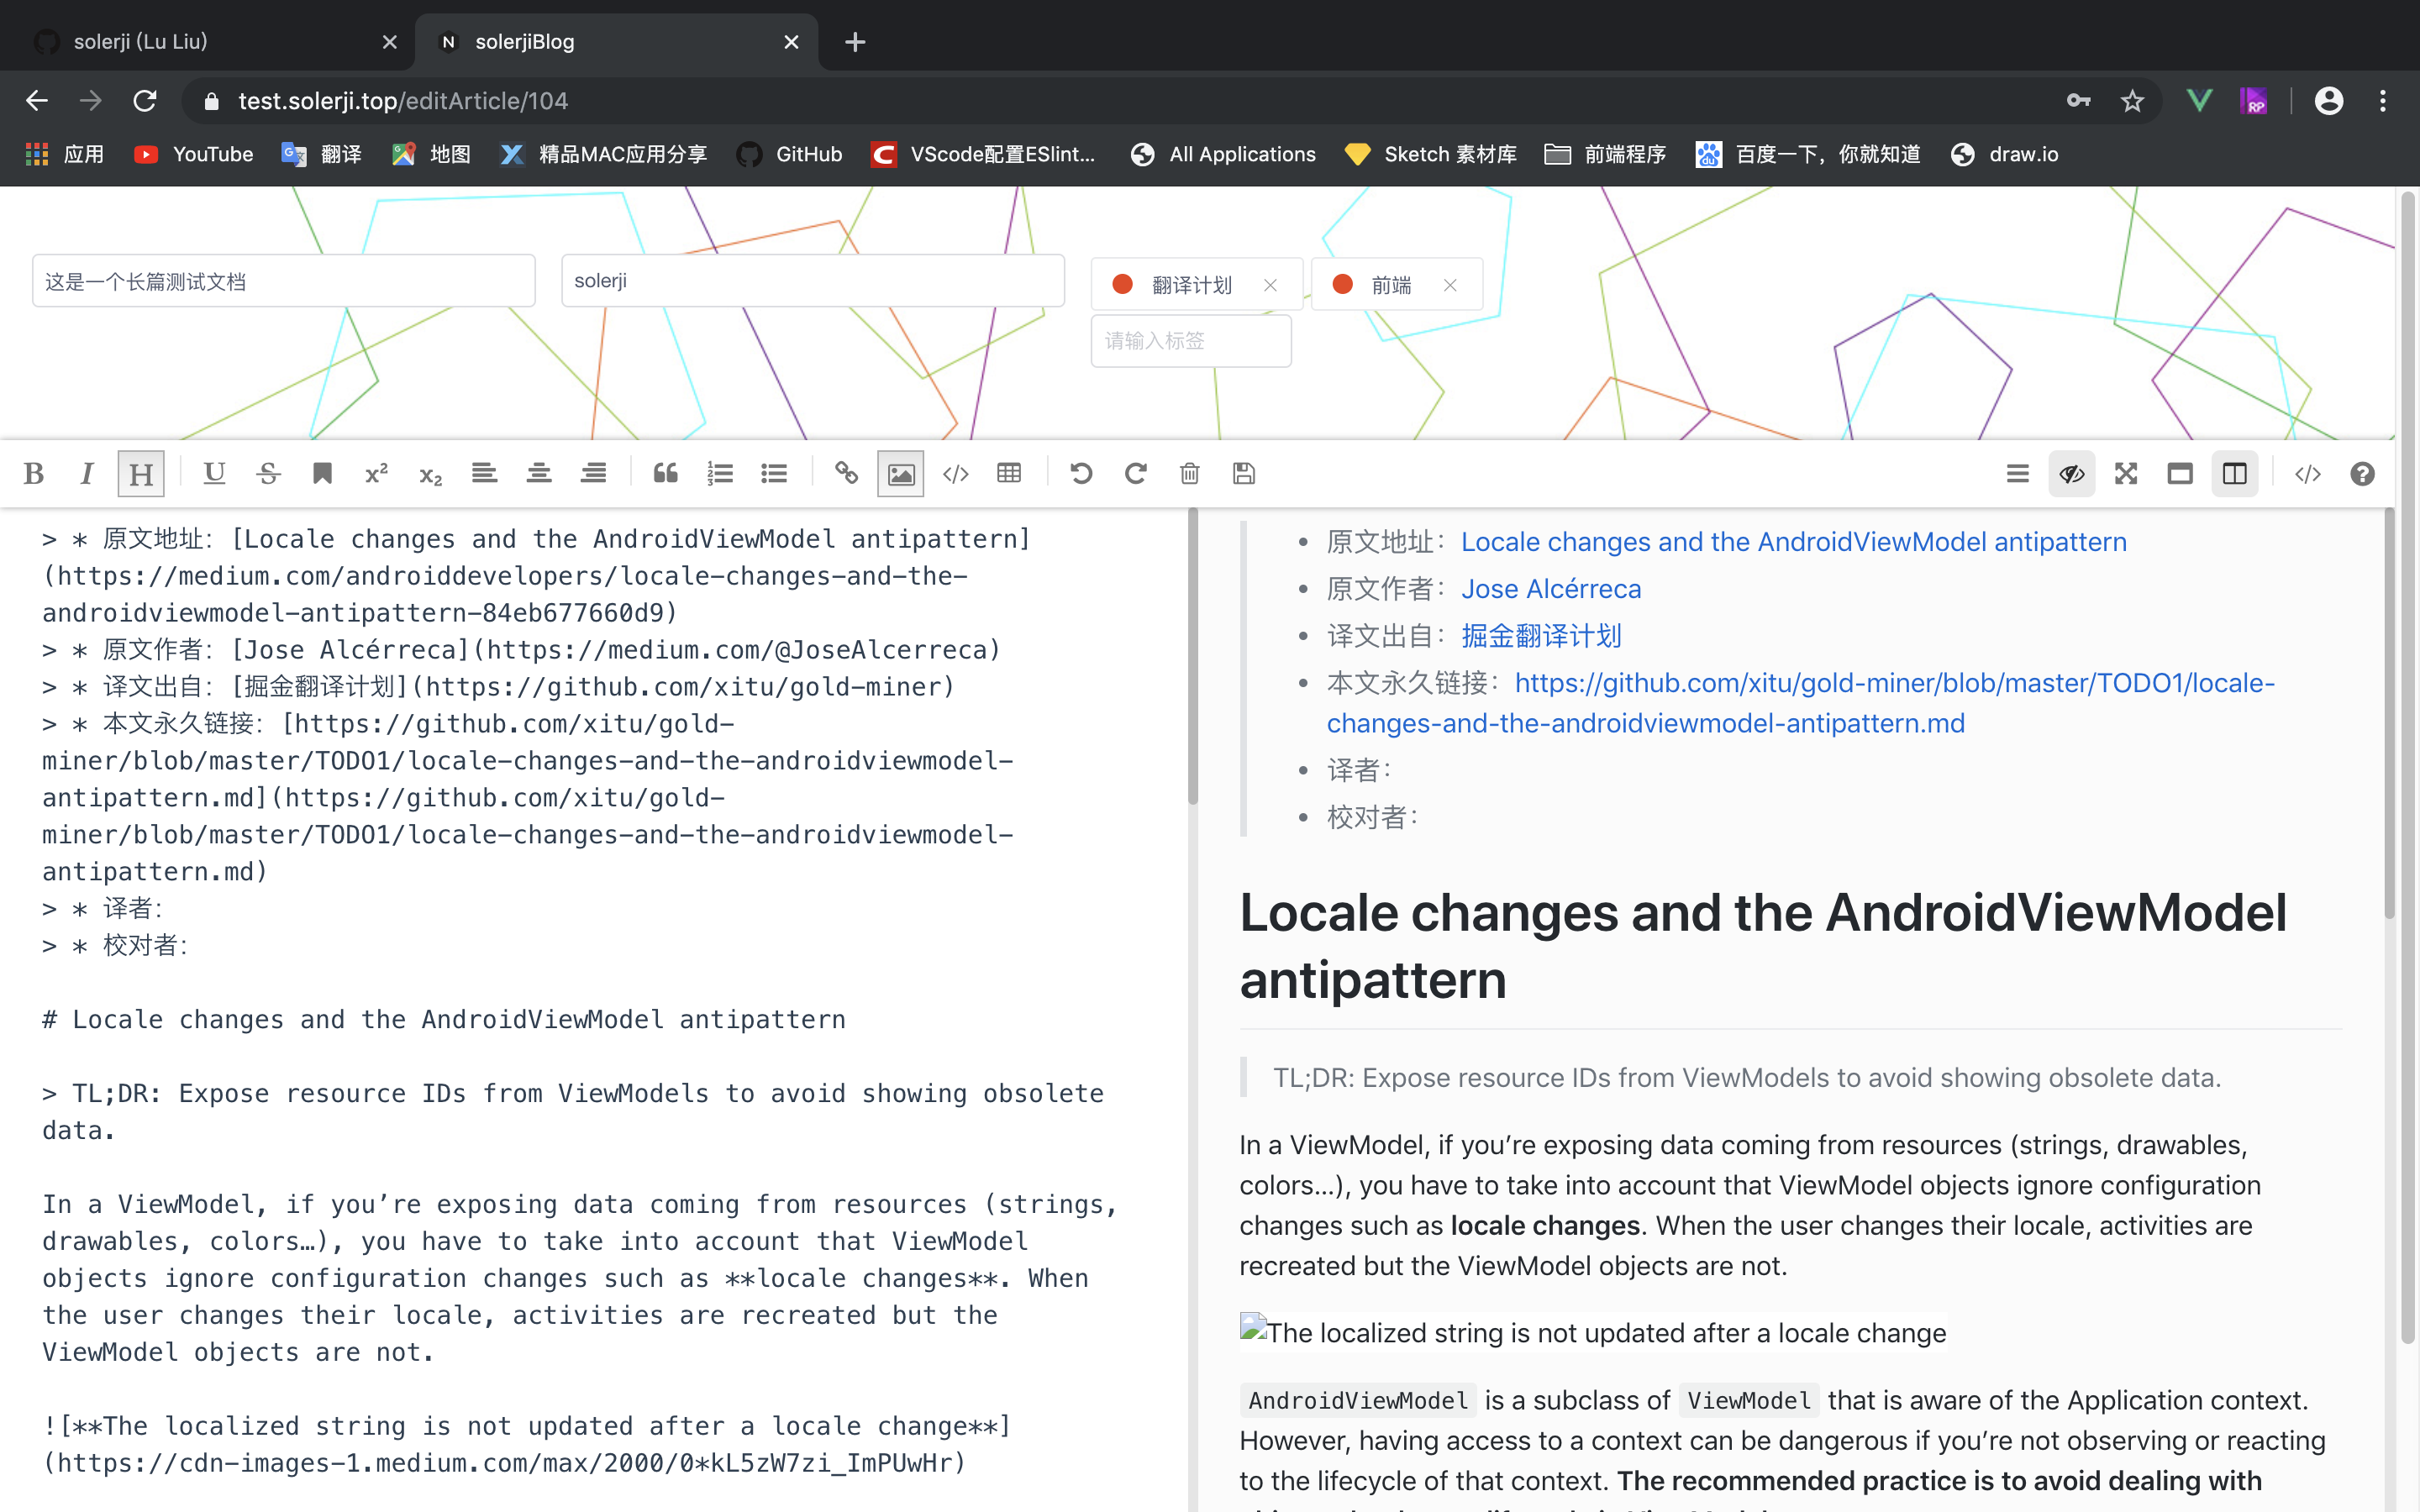 solerji (Lu Liu)
solerjiBlog
test.solerji.top/editArticle/104
应用 YouTube 翻译 地图 精品MAC应用分享 GitHub VScode配置ESlint... All Applications Sketch 素材库 前端程序 百度一下，你就知道 draw.io
这是一个长篇测试文档
solerji
翻译计划
前端
请输入标签
> * 原文地址：[Locale changes and the AndroidViewModel antipattern]
(https://medium.com/androiddevelopers/locale-changes-and-the-
androidviewmodel-antipattern-84eb677660d9)
> * 原文作者：[Jose Alcérreca](https://medium.com/@JoseAlcerreca)
> * 译文出自：[掘金翻译计划](https://github.com/xitu/gold-miner)
> * 本文永久链接：[https://github.com/xitu/gold-
miner/blob/master/TODO1/locale-changes-and-the-androidviewmodel-
antipattern.md](https://github.com/xitu/gold-
miner/blob/master/TODO1/locale-changes-and-the-androidviewmodel-
antipattern.md)
> * 译者：
> * 校对者：
# Locale changes and the AndroidViewModel antipattern
> TL;DR: Expose resource IDs from ViewModels to avoid showing obsolete
data.
In a ViewModel, if you’re exposing data coming from resources (strings,
drawables, colors…), you have to take into account that ViewModel
objects ignore configuration changes such as **locale changes**. When
the user changes their locale, activities are recreated but the
ViewModel objects are not.
![**The localized string is not updated after a locale change**]
(https://cdn-images-1.medium.com/max/2000/0*kL5zW7zi_ImPUwHr)
• 原文地址：Locale changes and the AndroidViewModel antipattern
• 原文作者：Jose Alcérreca
• 译文出自：掘金翻译计划
• 本文永久链接：https://github.com/xitu/gold-miner/blob/master/TODO1/locale-
changes-and-the-androidviewmodel-antipattern.md
• 译者：
• 校对者：
Locale changes and the AndroidViewModel
antipattern
TL;DR: Expose resource IDs from ViewModels to avoid showing obsolete data.
In a ViewModel, if you’re exposing data coming from resources (strings, drawables,
colors…), you have to take into account that ViewModel objects ignore configuration
changes such as locale changes. When the user changes their locale, activities are
recreated but the ViewModel objects are not.
The localized string is not updated after a locale change
AndroidViewModel is a subclass of ViewModel that is aware of the Application context.
However, having access to a context can be dangerous if you’re not observing or reacting
to the lifecycle of that context. The recommended practice is to avoid dealing with